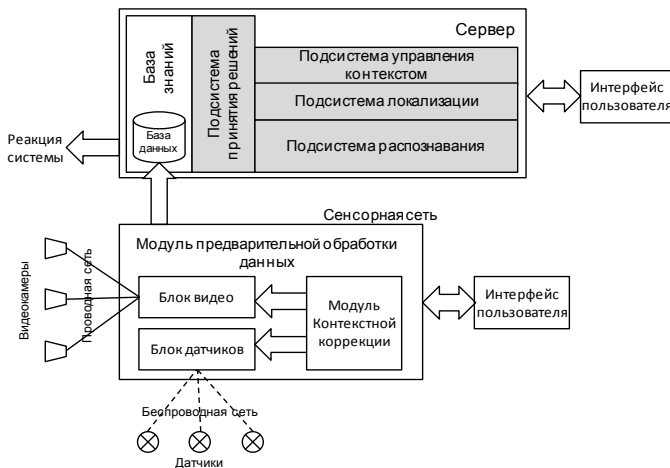 Сервер
База
знаний
База
данных
Подсистема
принятия решений
Подсистема управления
контекстом
Подсистема локализации
Подсистема распознавания
Интерфейс
пользователя
Реакция
системы
Сенсорная сеть
Модуль предварительной обработки
данных
Видеокамеры
Проводная сеть
Блок видео
Блок датчиков
Модуль
Контекстной
коррекции
Интерфейс
пользователя
Беспроводная сеть
Датчики